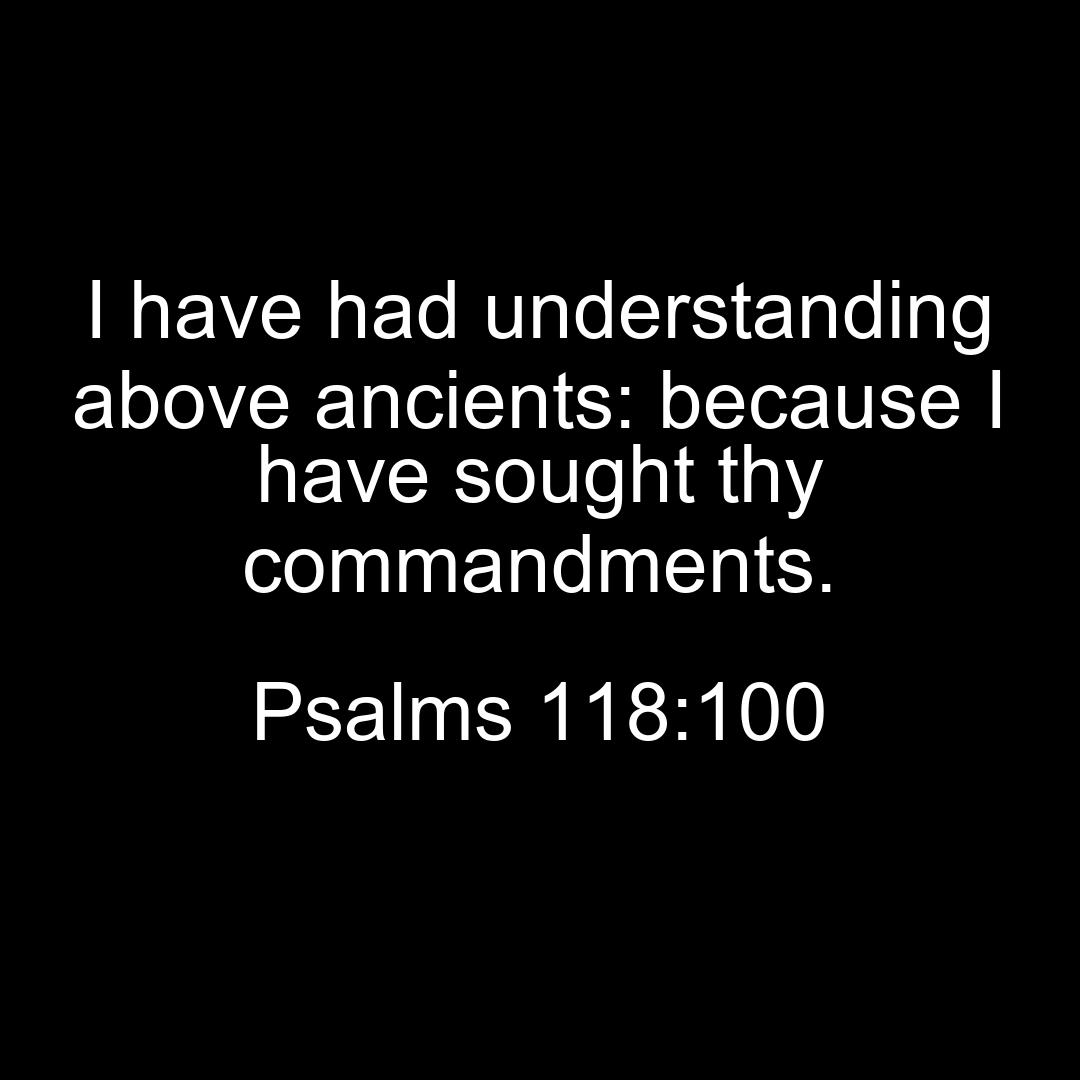 I have had understanding
above ancients: because I
have sought thy
commandments.
Psalms 118:100